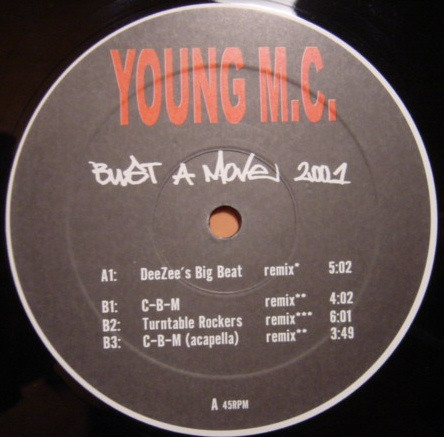 YOUNG M.C.
BUST A MOVE 2001
A1: DeeZee's Big Beat remix* 5:02
B1: C-B-M remix** 4:02
B2: Turntable Rockers remix*** 6:01
B3: C-B-M (acapella) remix** 3:49
A 45RPM